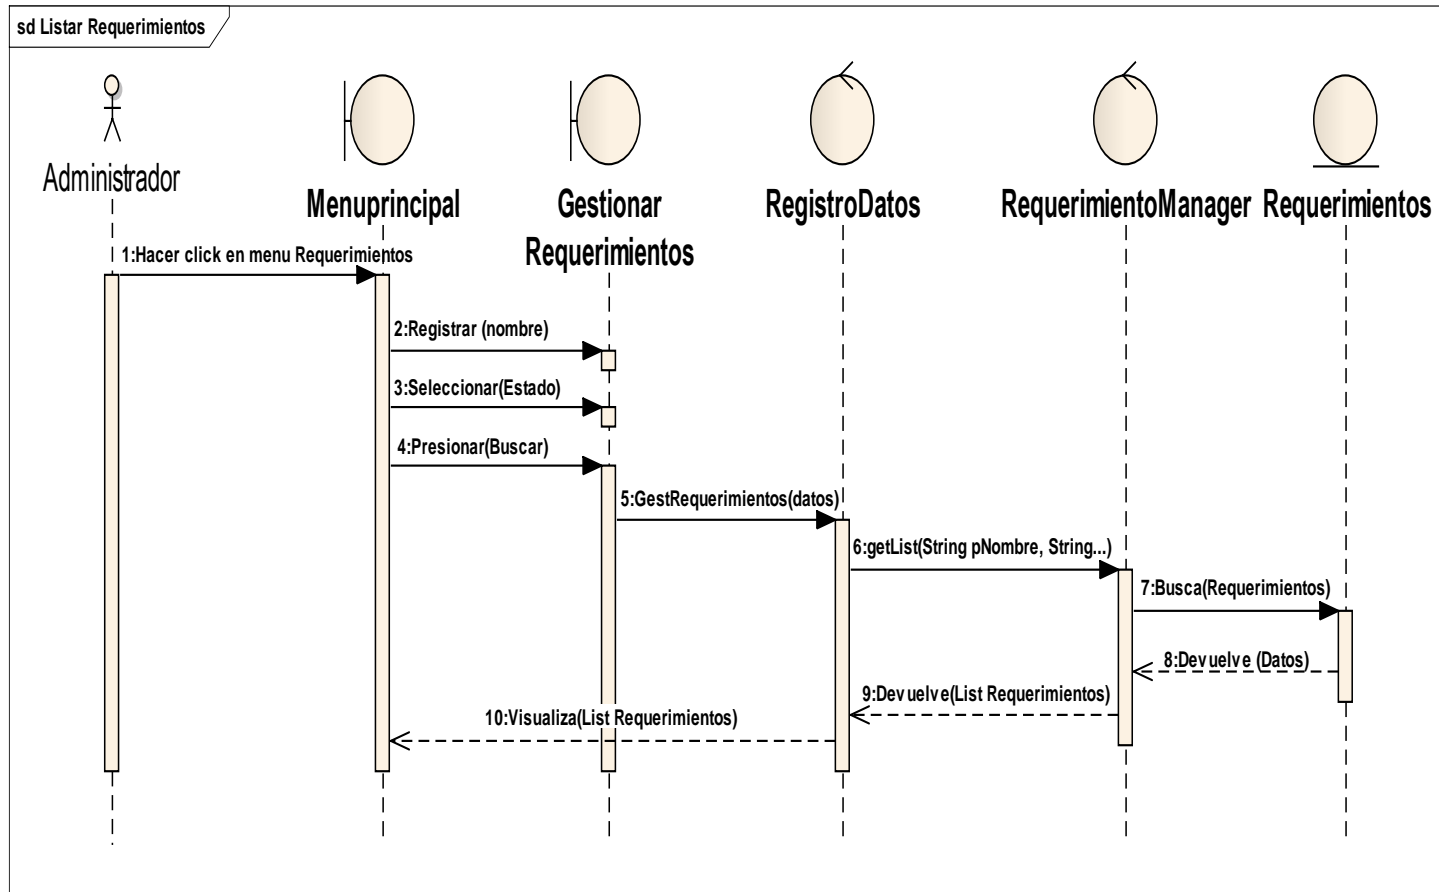 sd Listar Requerimientos
Administrador
Menuprincipal
Gestionar
Requerimientos
RegistroDatos
RequerimientoManager
Requerimientos
1:Hacer click en menu Requerimientos
2:Registrar (nombre)
3:Seleccionar(Estado)
4:Presionar(Buscar)
5:GestRequerimientos(datos)
6:getList(String pNombre, String...)
7:Busca(Requerimientos)
8:Devuelve (Datos)
9:Devuelve(List Requerimientos)
10:Visualiza(List Requerimientos)